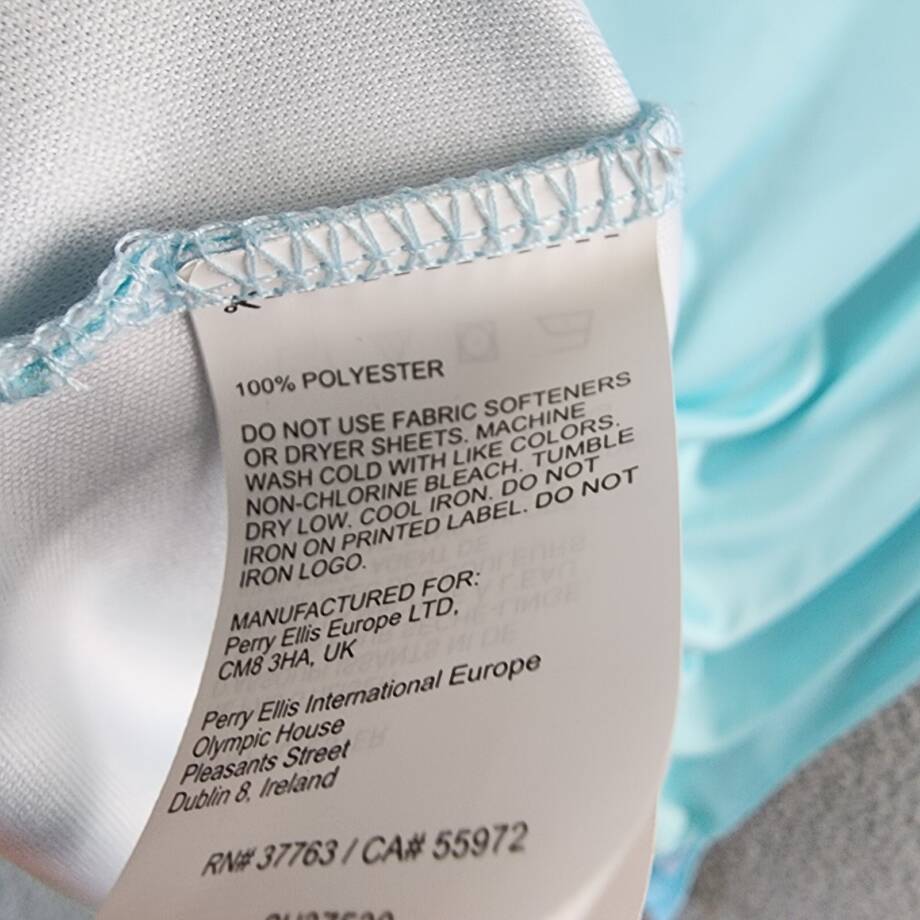 100% POLYESTER
DO NOT USE FABRIC SOFTENERS
OR DRYER SHEETS. MACHINE
WASH COLD WITH LIKE COLORS.
NON-CHLORINE BLEACH. TUMBLE
DRY LOW. COOL IRON. DO NOT
IRON ON PRINTED LABEL. DO NOT
IRON LOGO.
MANUFACTURED FOR:
Perry Ellis Europe LTD,
CM8 3HA, UK
Perry Ellis International Europe
Olympic House
Pleasants Street
Dublin 8, Ireland
RN# 37763 / CA# 55972